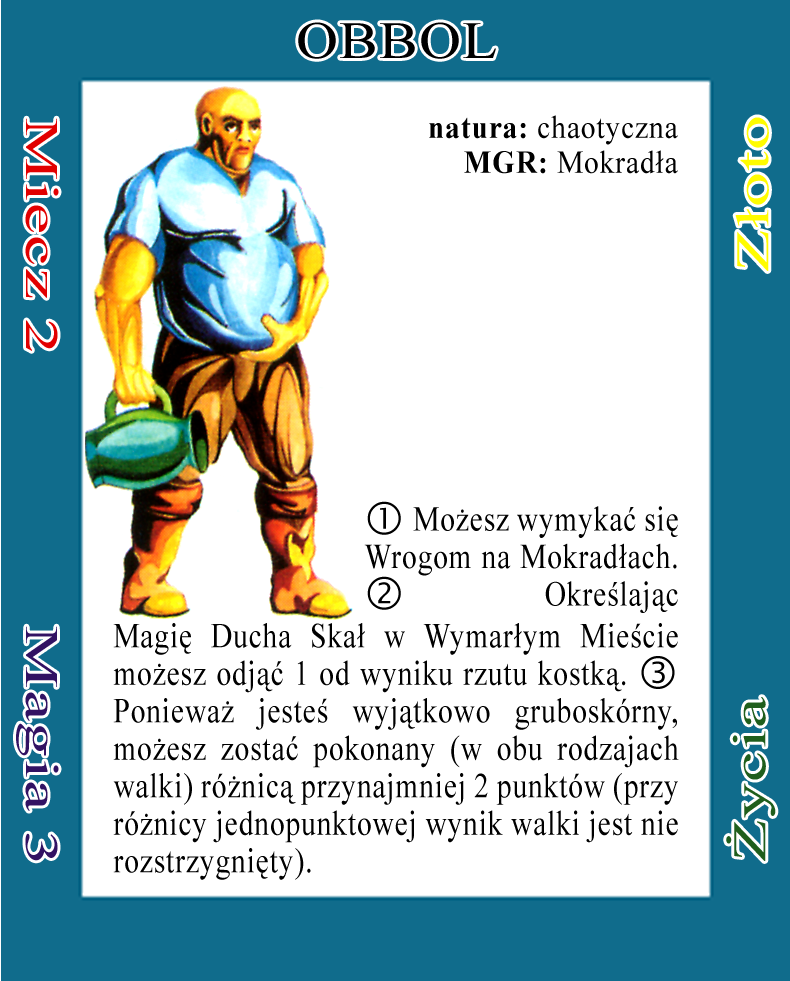 OBBOL
Miecz 2
Magia 3
Złoto
Życia
natura: chaotyczna
MGR: Mokradła
① Możesz wymykać się
Wrogom na Mokradłach.
② Określając
Magię Ducha Skał w Wymarłym Mieście
możesz odjąć 1 od wyniku rzutu kostką. ③
Ponieważ jesteś wyjątkowo gruboskórny,
możesz zostać pokonany (w obu rodzajach
walki) różnicą przynajmniej 2 punktów (przy
różnicy jednopunktowej wynik walki jest nie
rozstrzygnięty).